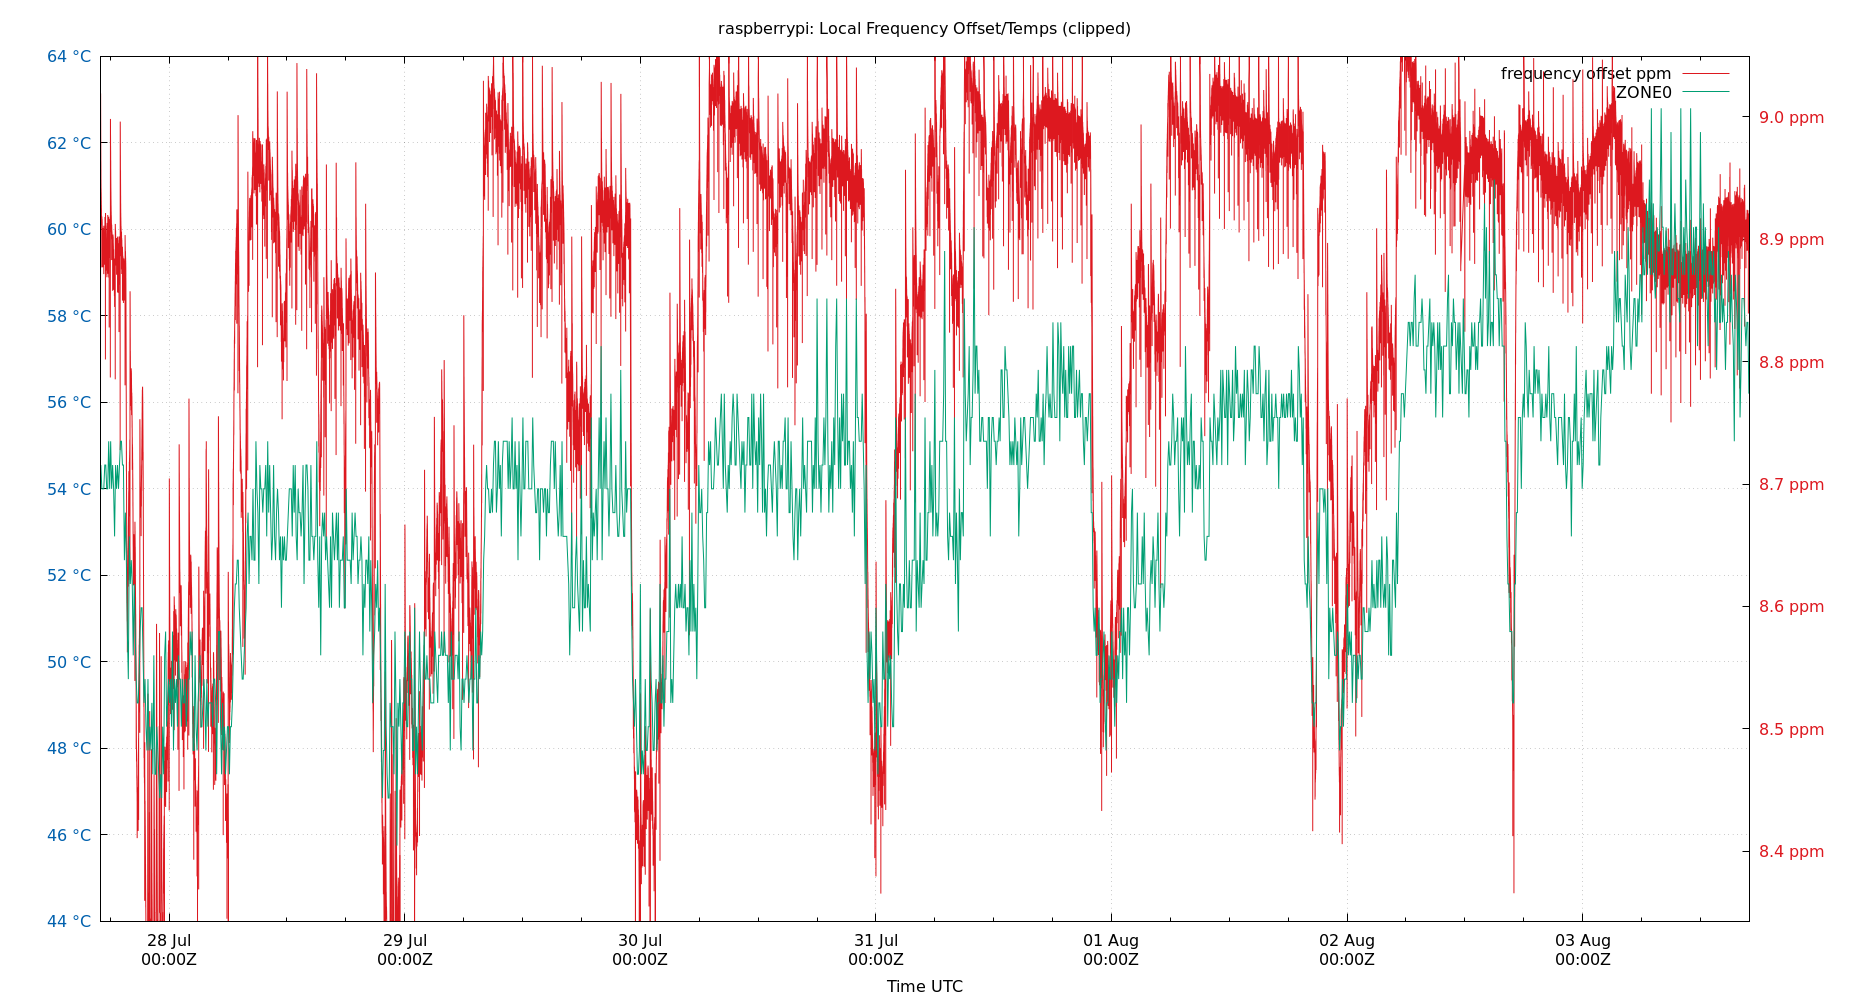 raspberrypi: Local Frequency Offset/Temps (clipped)
64 °C
62 °C
60 °C
58 °C
56 °C
54 °C
52 °C
50 °C
48 °C
46 °C
44 °C
frequency offset ppm
ZONE0
9.0 ppm
8.9 ppm
8.8 ppm
8.7 ppm
8.6 ppm
8.5 ppm
8.4 ppm
28 Jul
00:00Z
29 Jul
00:00Z
30 Jul
00:00Z
31 Jul
00:00Z
01 Aug
00:00Z
02 Aug
00:00Z
03 Aug
00:00Z
Time UTC